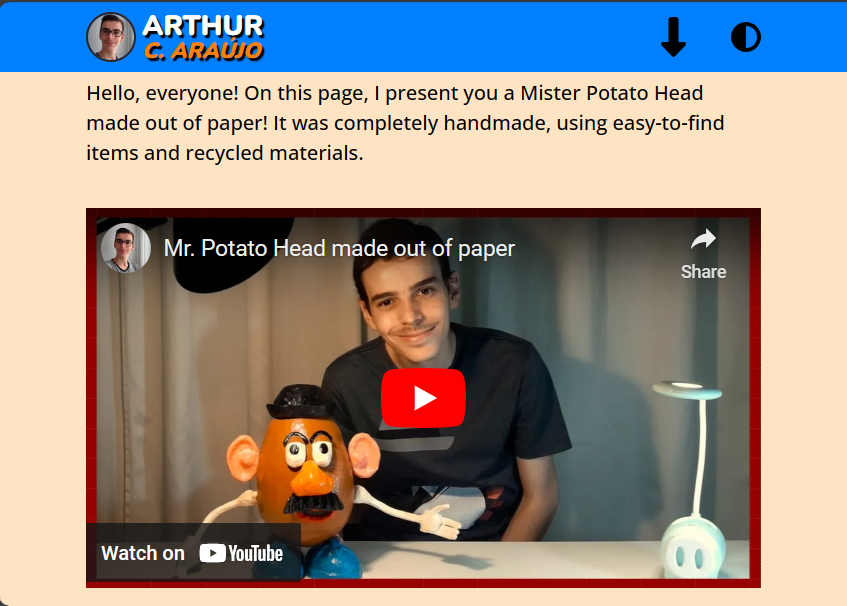 ARTHUR
C. ARAÚJO
Hello, everyone! On this page, I present you a Mister Potato Head
made out of paper! It was completely handmade, using easy-to-find
items and recycled materials.
Mr. Potato Head made out of paper
Share
Watch on YouTube